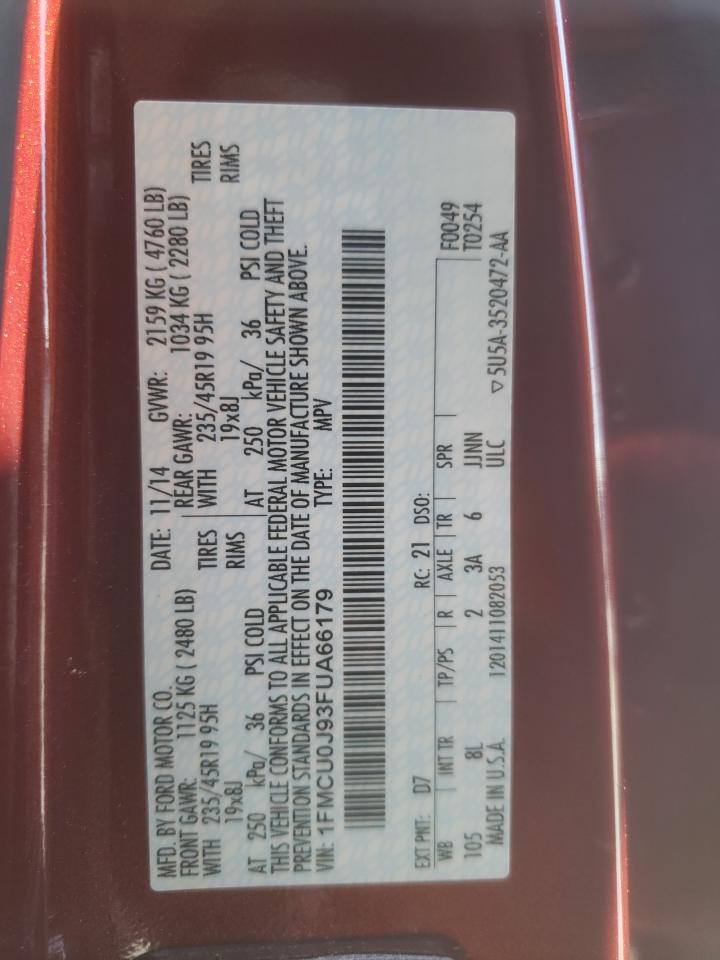 MFD. BY FORD MOTOR CO. DATE: 11/14 GVWR: 2159 KG ( 4760 LB)
FRONT GAWR: 1125 KG ( 2480 LB) REAR GAWR: 1034 KG ( 2280 LB)
WITH 235/45R19 95H TIRES WITH 235/45R19 95H TIRES
19x8J RIMS 19x8J RIMS
AT 250 kPa/ 36 PSI COLD AT 250 kPa/ 36 PSI COLD
THIS VEHICLE CONFORMS TO ALL APPLICABLE FEDERAL MOTOR VEHICLE SAFETY AND THEFT
PREVENTION STANDARDS IN EFFECT ON THE DATE OF MANUFACTURE SHOWN ABOVE.
VIN: 1FMCU0J93FUA66179 TYPE: MPV
EXT PNT: D7 RC: 21 DSO:
WB INT TR TP/PS R AXLE TR SPR F0049
105 8L 2 3A 6 JJNN T0254
MADE IN U.S.A. 1201411082053 ULC ▽5U5A-3520472-AA